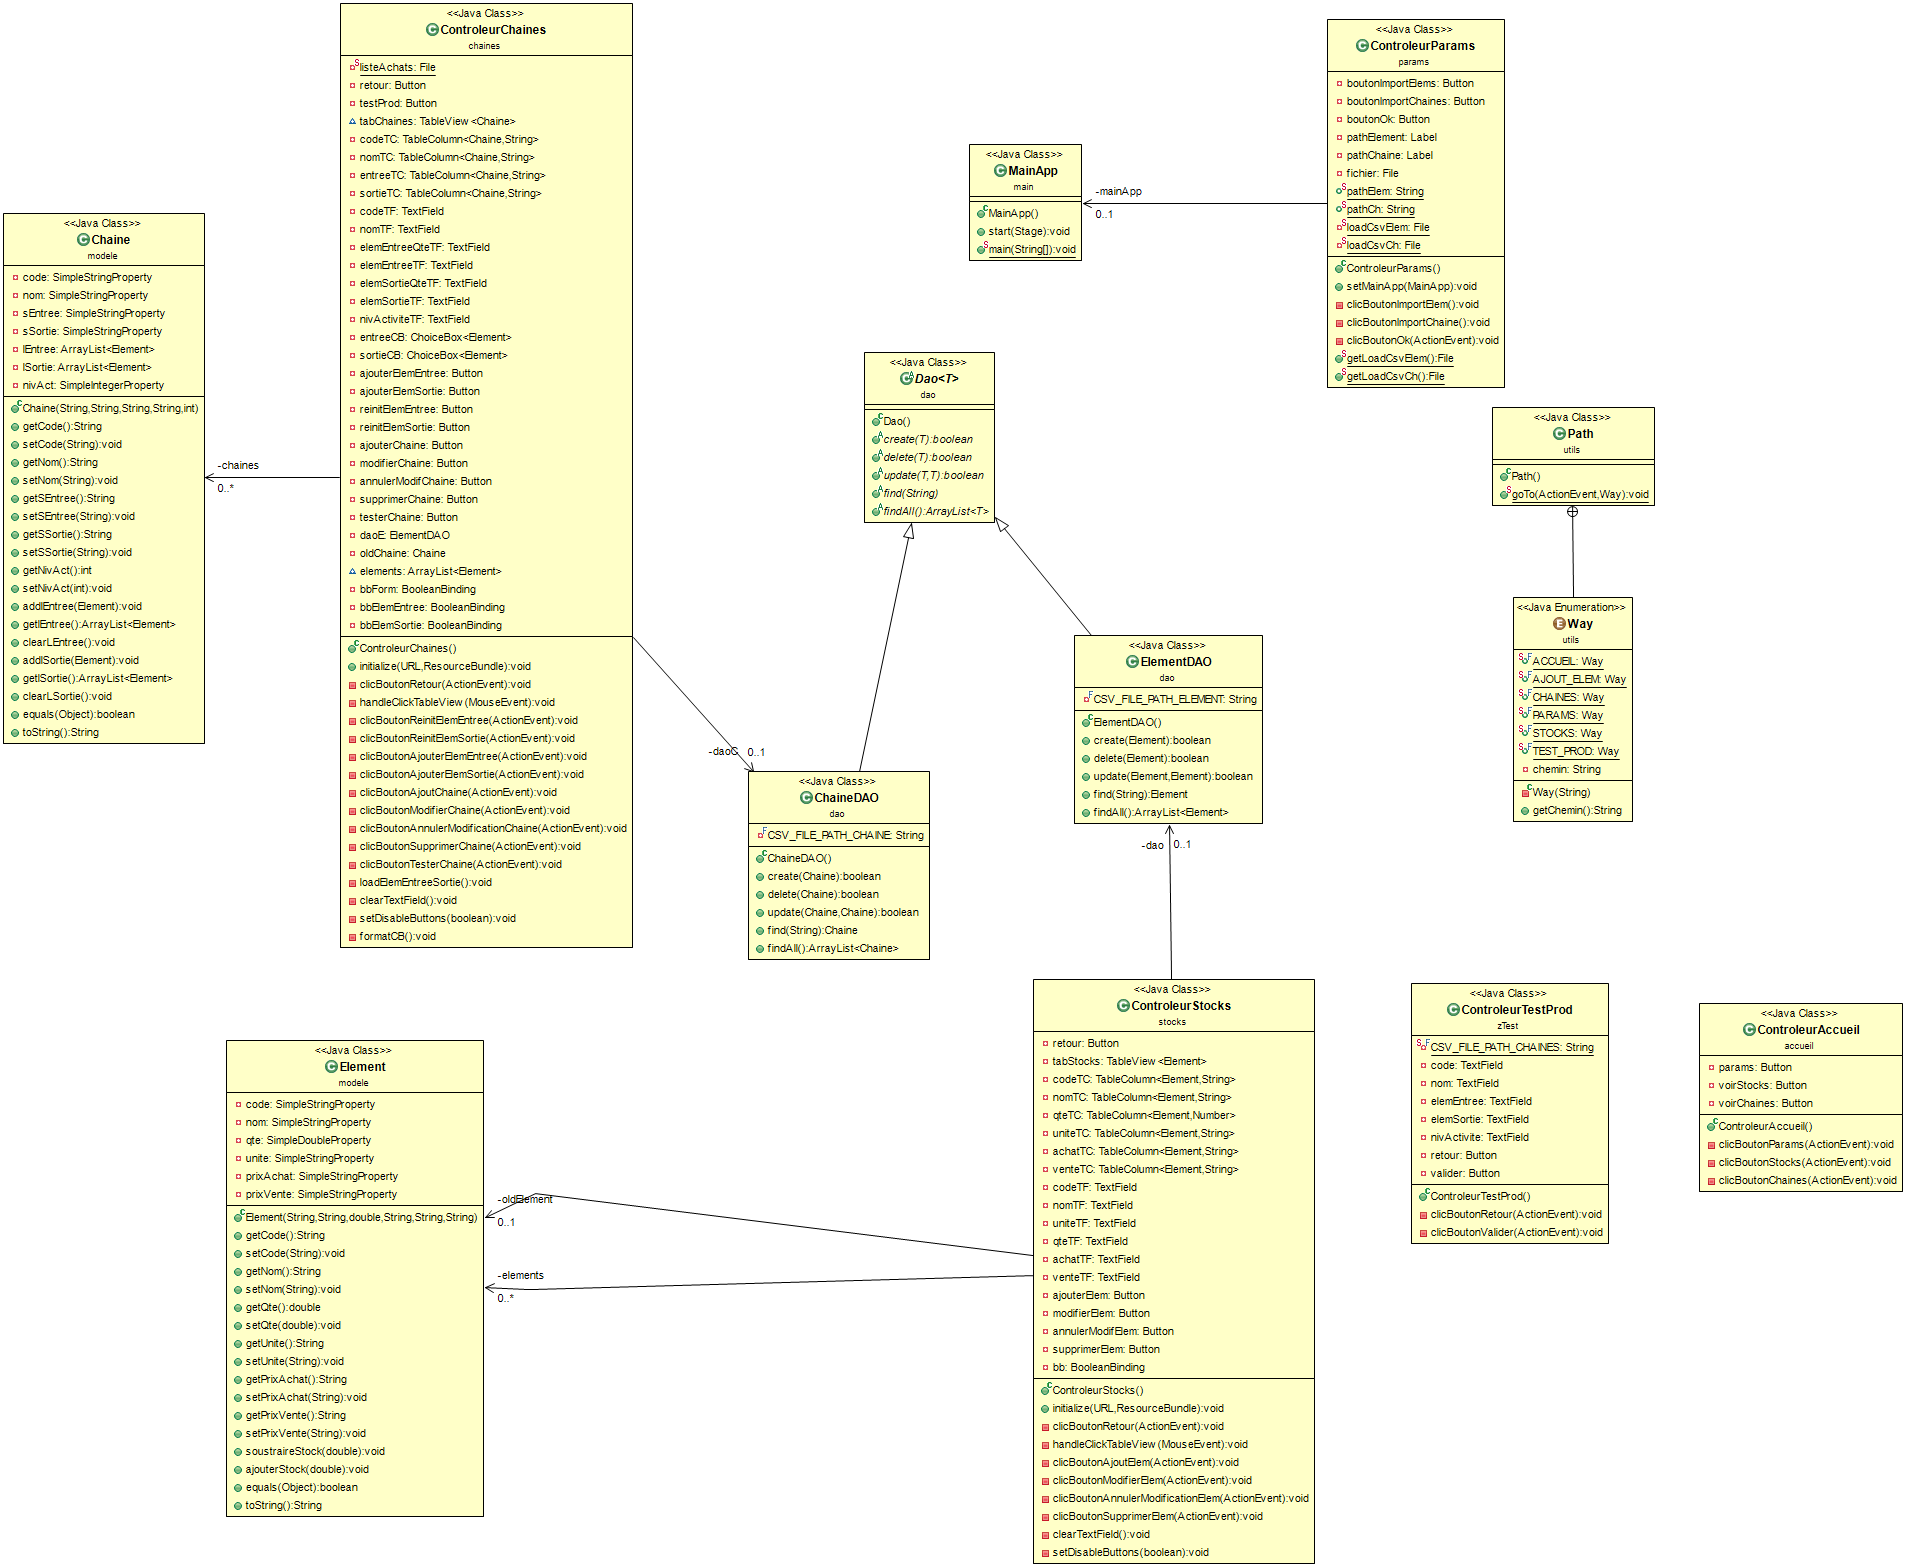 <<Java Class>>
ControleurChaines
chaines
listeAchats: File
retour: Button
testProd: Button
tabChaines: TableView <Chaine>
codeTC: TableColumn<Chaine,String>
nomTC: TableColumn<Chaine,String>
entreeTC: TableColumn<Chaine,String>
sortieTC: TableColumn<Chaine,String>
codeTF: TextField
nomTF: TextField
elemEntreeQteTF: TextField
elemEntreeTF: TextField
elemSortieQteTF: TextField
elemSortieTF: TextField
nivActiviteTF: TextField
entreeCB: ChoiceBox<Element>
sortieCB: ChoiceBox<Element>
ajouterElemEntree: Button
ajouterElemSortie: Button
reinitElemEntree: Button
reinitElemSortie: Button
ajouterChaine: Button
modifierChaine: Button
annulerModifChaine: Button
supprimerChaine: Button
testerChaine: Button
daoE: ElementDAO
oldChaine: Chaine
elements: ArrayList<Element>
bbForm: BooleanBinding
bbElemEntree: BooleanBinding
bbElemSortie: BooleanBinding
ControleurChaines()
initialize(URL,ResourceBundle):void
clicBoutonRetour(ActionEvent):void
handleClickTableView (MouseEvent):void
clicBoutonReinitElemEntree(ActionEvent):void
clicBoutonReinitElemSortie(ActionEvent):void
clicBoutonAjouterElemEntree(ActionEvent):void
clicBoutonAjouterElemSortie(ActionEvent):void
clicBoutonAjoutChaine(ActionEvent):void
clicBoutonModifierChaine(ActionEvent):void
clicBoutonAnnulerModificationChaine(ActionEvent):void
clicBoutonSupprimerChaine(ActionEvent):void
clicBoutonTesterChaine(ActionEvent):void
loadElemEntreeSortie():void
clearTextField():void
setDisableButtons(boolean):void
formatCB():void
<<Java Class>>
ControleurParams
params
boutonImportElems: Button
boutonImportChaines: Button
boutonOk: Button
pathElement: Label
pathChaine: Label
fichier: File
pathElem: String
pathCh: String
loadCsvElem: File
loadCsvCh: File
ControleurParams()
setMainApp(MainApp):void
clicBoutonImportElem():void
clicBoutonImportChaine():void
clicBoutonOk(ActionEvent):void
getLoadCsvElem():File
getLoadCsvCh():File
<<Java Class>>
MainApp
main
MainApp()
start(Stage):void
main(String[]):void
-mainApp
0..1
<<Java Class>>
Chaine
modele
code: SimpleStringProperty
nom: SimpleStringProperty
sEntree: SimpleStringProperty
sSortie: SimpleStringProperty
lEntree: ArrayList<Element>
lSortie: ArrayList<Element>
nivAct: SimpleIntegerProperty
Chaine(String,String,String,String,int)
getCode():String
setCode(String):void
getNom():String
setNom(String):void
getSEntree():String
setSEntree(String):void
getSSortie():String
setSSortie(String):void
getNivAct():int
setNivAct(int):void
addlEntree(Element):void
getlEntree():ArrayList<Element>
clearLEntree():void
addlSortie(Element):void
getlSortie():ArrayList<Element>
clearLSortie():void
equals(Object):boolean
toString():String
-chaines
0..*
<<Java Class>>
Dao<T>
dao
Dao()
create(T):boolean
delete(T):boolean
update(T,T):boolean
find(String)
findAll():ArrayList<T>
<<Java Class>>
Path
utils
Path()
goTo(ActionEvent,Way):void
<<Java Enumeration>>
Way
utils
ACCUEIL: Way
AJOUT_ELEM: Way
CHAINES: Way
PARAMS: Way
STOCKS: Way
TEST_PROD: Way
chemin: String
Way(String)
getChemin():String
<<Java Class>>
ElementDAO
dao
CSV_FILE_PATH_ELEMENT: String
ElementDAO()
create(Element):boolean
delete(Element):boolean
update(Element,Element):boolean
find(String):Element
findAll():ArrayList<Element>
-daoC
0..1
<<Java Class>>
ChaineDAO
dao
CSV_FILE_PATH_CHAINE: String
ChaineDAO()
create(Chaine):boolean
delete(Chaine):boolean
update(Chaine,Chaine):boolean
find(String):Chaine
findAll():ArrayList<Chaine>
-dao
0..1
<<Java Class>>
ControleurStocks
stocks
retour: Button
tabStocks: TableView <Element>
codeTC: TableColumn<Element,String>
nomTC: TableColumn<Element,String>
qteTC: TableColumn<Element,Number>
uniteTC: TableColumn<Element,String>
achatTC: TableColumn<Element,String>
venteTC: TableColumn<Element,String>
codeTF: TextField
nomTF: TextField
uniteTF: TextField
qteTF: TextField
achatTF: TextField
venteTF: TextField
ajouterElem: Button
modifierElem: Button
annulerModifElem: Button
supprimerElem: Button
bb: BooleanBinding
ControleurStocks()
initialize(URL,ResourceBundle):void
clicBoutonRetour(ActionEvent):void
handleClickTableView (MouseEvent):void
clicBoutonAjoutElem(ActionEvent):void
clicBoutonModifierElem(ActionEvent):void
clicBoutonAnnulerModificationElem(ActionEvent):void
clicBoutonSupprimerElem(ActionEvent):void
clearTextField():void
setDisableButtons(boolean):void
<<Java Class>>
ControleurTestProd
zTest
CSV_FILE_PATH_CHAINES: String
code: TextField
nom: TextField
elemEntree: TextField
elemSortie: TextField
nivActivite: TextField
retour: Button
valider: Button
ControleurTestProd()
clicBoutonRetour(ActionEvent):void
clicBoutonValider(ActionEvent):void
<<Java Class>>
ControleurAccueil
accueil
params: Button
voirStocks: Button
voirChaines: Button
ControleurAccueil()
clicBoutonParams(ActionEvent):void
clicBoutonStocks(ActionEvent):void
clicBoutonChaines(ActionEvent):void
<<Java Class>>
Element
modele
code: SimpleStringProperty
nom: SimpleStringProperty
qte: SimpleDoubleProperty
unite: SimpleStringProperty
prixAchat: SimpleStringProperty
prixVente: SimpleStringProperty
Element(String,String,double,String,String,String)
getCode():String
setCode(String):void
getNom():String
setNom(String):void
getQte():double
setQte(double):void
getUnite():String
setUnite(String):void
getPrixAchat():String
setPrixAchat(String):void
getPrixVente():String
setPrixVente(String):void
soustraireStock(double):void
ajouterStock(double):void
equals(Object):boolean
toString():String
-oldElement
0..1
-elements
0..*